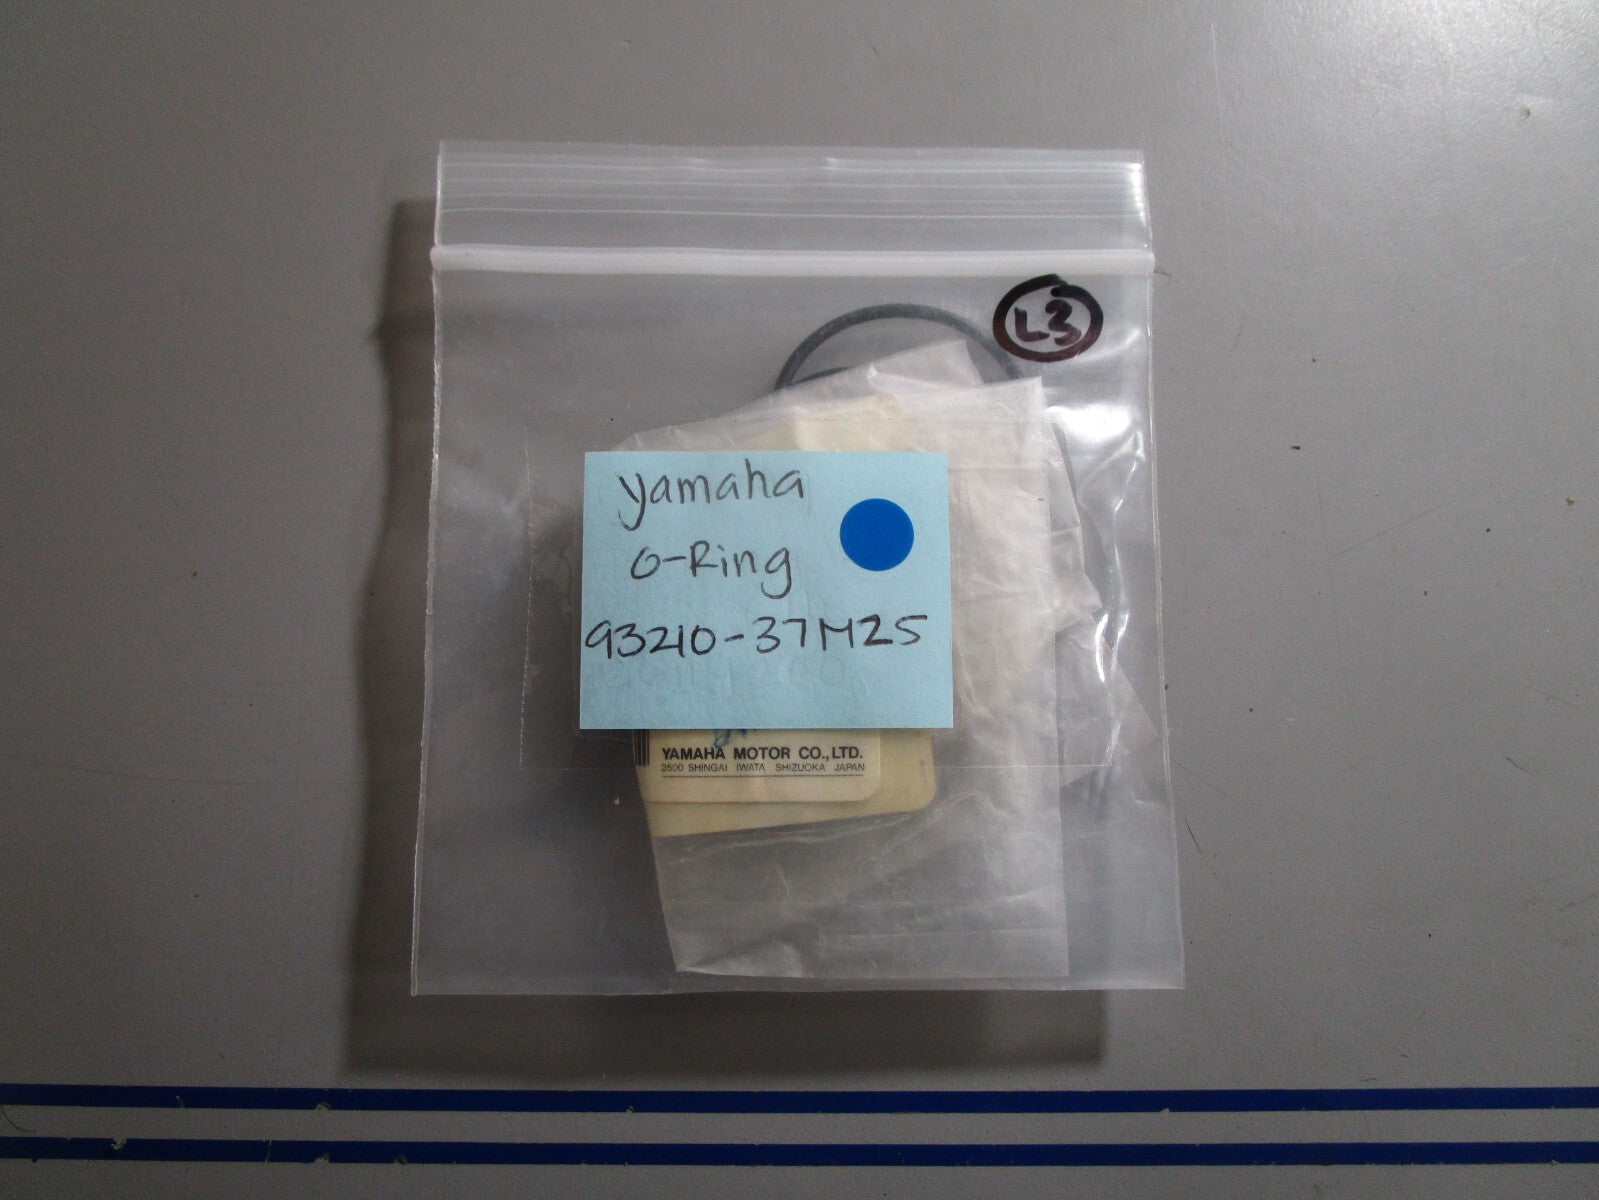 L3
Yamaha
O-Ring
93210-37M25
YAMAHA MOTOR CO., LTD.
2500 SHINGAI IWATA SHIZUOKA JAPAN